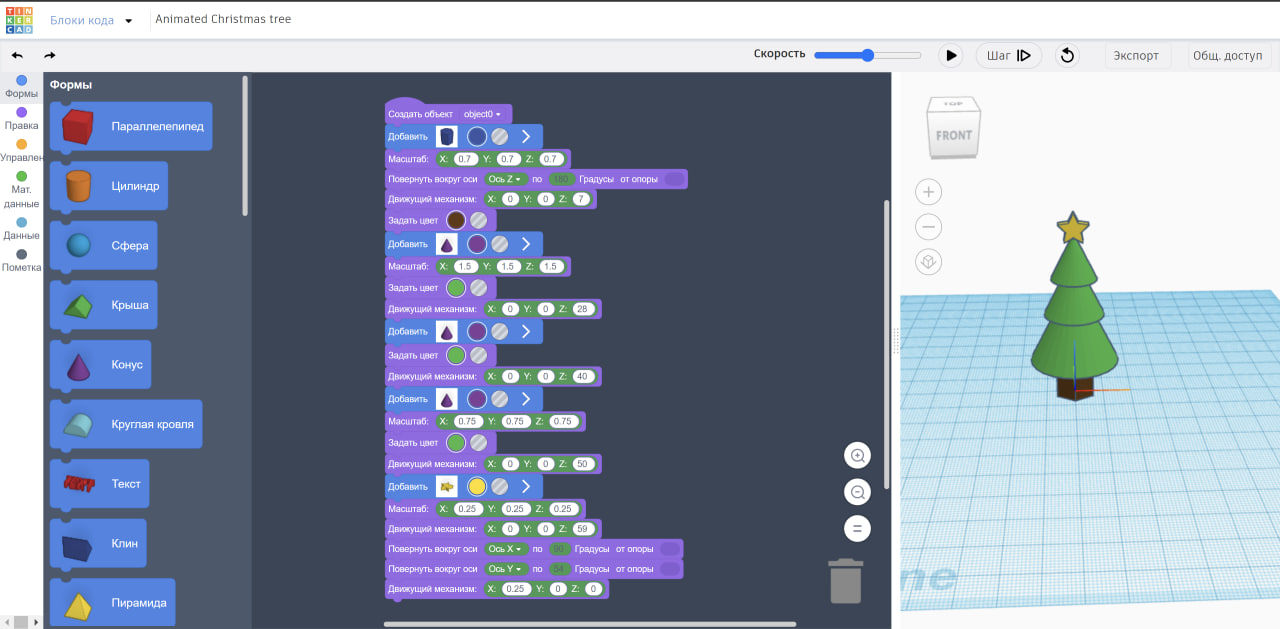 TIN
KER
CAD
Блоки кода
Animated Christmas tree
Скорость
Шаг
Экспорт
Общ. доступ
Формы
Правка
Управлен
Мат. данные
Данные
Пометка
Формы
Параллелепипед
Цилиндр
Сфера
Крыша
Конус
Круглая кровля
Текст
Клин
Пирамида
Создать объект object0
Добавить
Масштаб: X: 0.7 Y: 0.7 Z: 0.7
Повернуть вокруг оси Ось Z по 180 Градусы от опоры
Движущий механизм: X: 0 Y: 0 Z: 7
Задать цвет
Добавить
Масштаб: X: 1.5 Y: 1.5 Z: 1.5
Задать цвет
Движущий механизм: X: 0 Y: 0 Z: 28
Добавить
Задать цвет
Движущий механизм: X: 0 Y: 0 Z: 40
Добавить
Масштаб: X: 0.75 Y: 0.75 Z: 0.75
Задать цвет
Движущий механизм: X: 0 Y: 0 Z: 50
Добавить
Масштаб: X: 0.25 Y: 0.25 Z: 0.25
Движущий механизм: X: 0 Y: 0 Z: 59
Повернуть вокруг оси Ось X по 90 Градусы от опоры
Повернуть вокруг оси Ось Y по 54 Градусы от опоры
Движущий механизм: X: 0.25 Y: 0 Z: 0
TOP
FRONT
ne